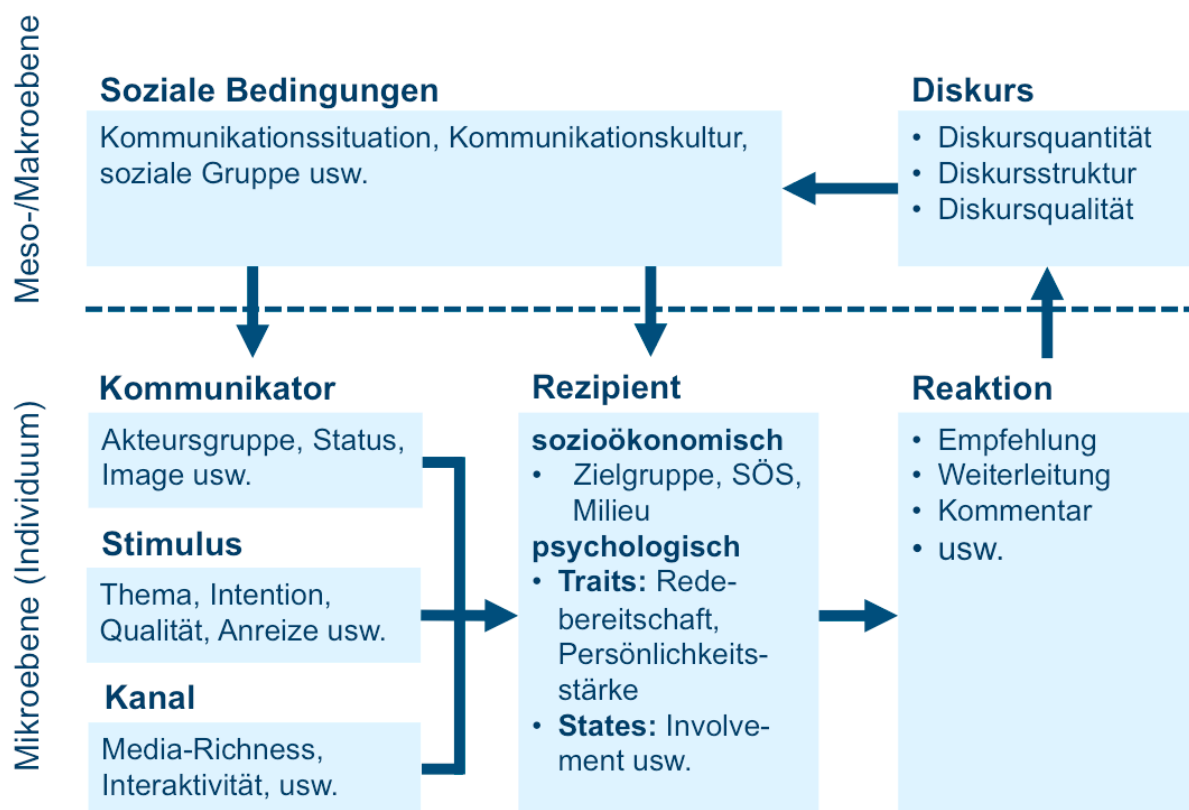 Meso-/Makroebene
Soziale Bedingungen
Kommunikationssituation, Kommunikationskultur,
soziale Gruppe usw.
Diskurs
• Diskursquantität
• Diskursstruktur
• Diskursqualität
Mikroebene (Individuum)
Kommunikator
Akteursgruppe, Status,
Image usw.
Stimulus
Thema, Intention,
Qualität, Anreize usw.
Kanal
Media-Richness,
Interaktivität, usw.
Rezipient
sozioökonomisch
• Zielgruppe, SÖS,
Milieu
psychologisch
• Traits: Rede-
bereitschaft,
Persönlichkeits-
stärke
• States: Involve-
ment usw.
Reaktion
• Empfehlung
• Weiterleitung
• Kommentar
• usw.